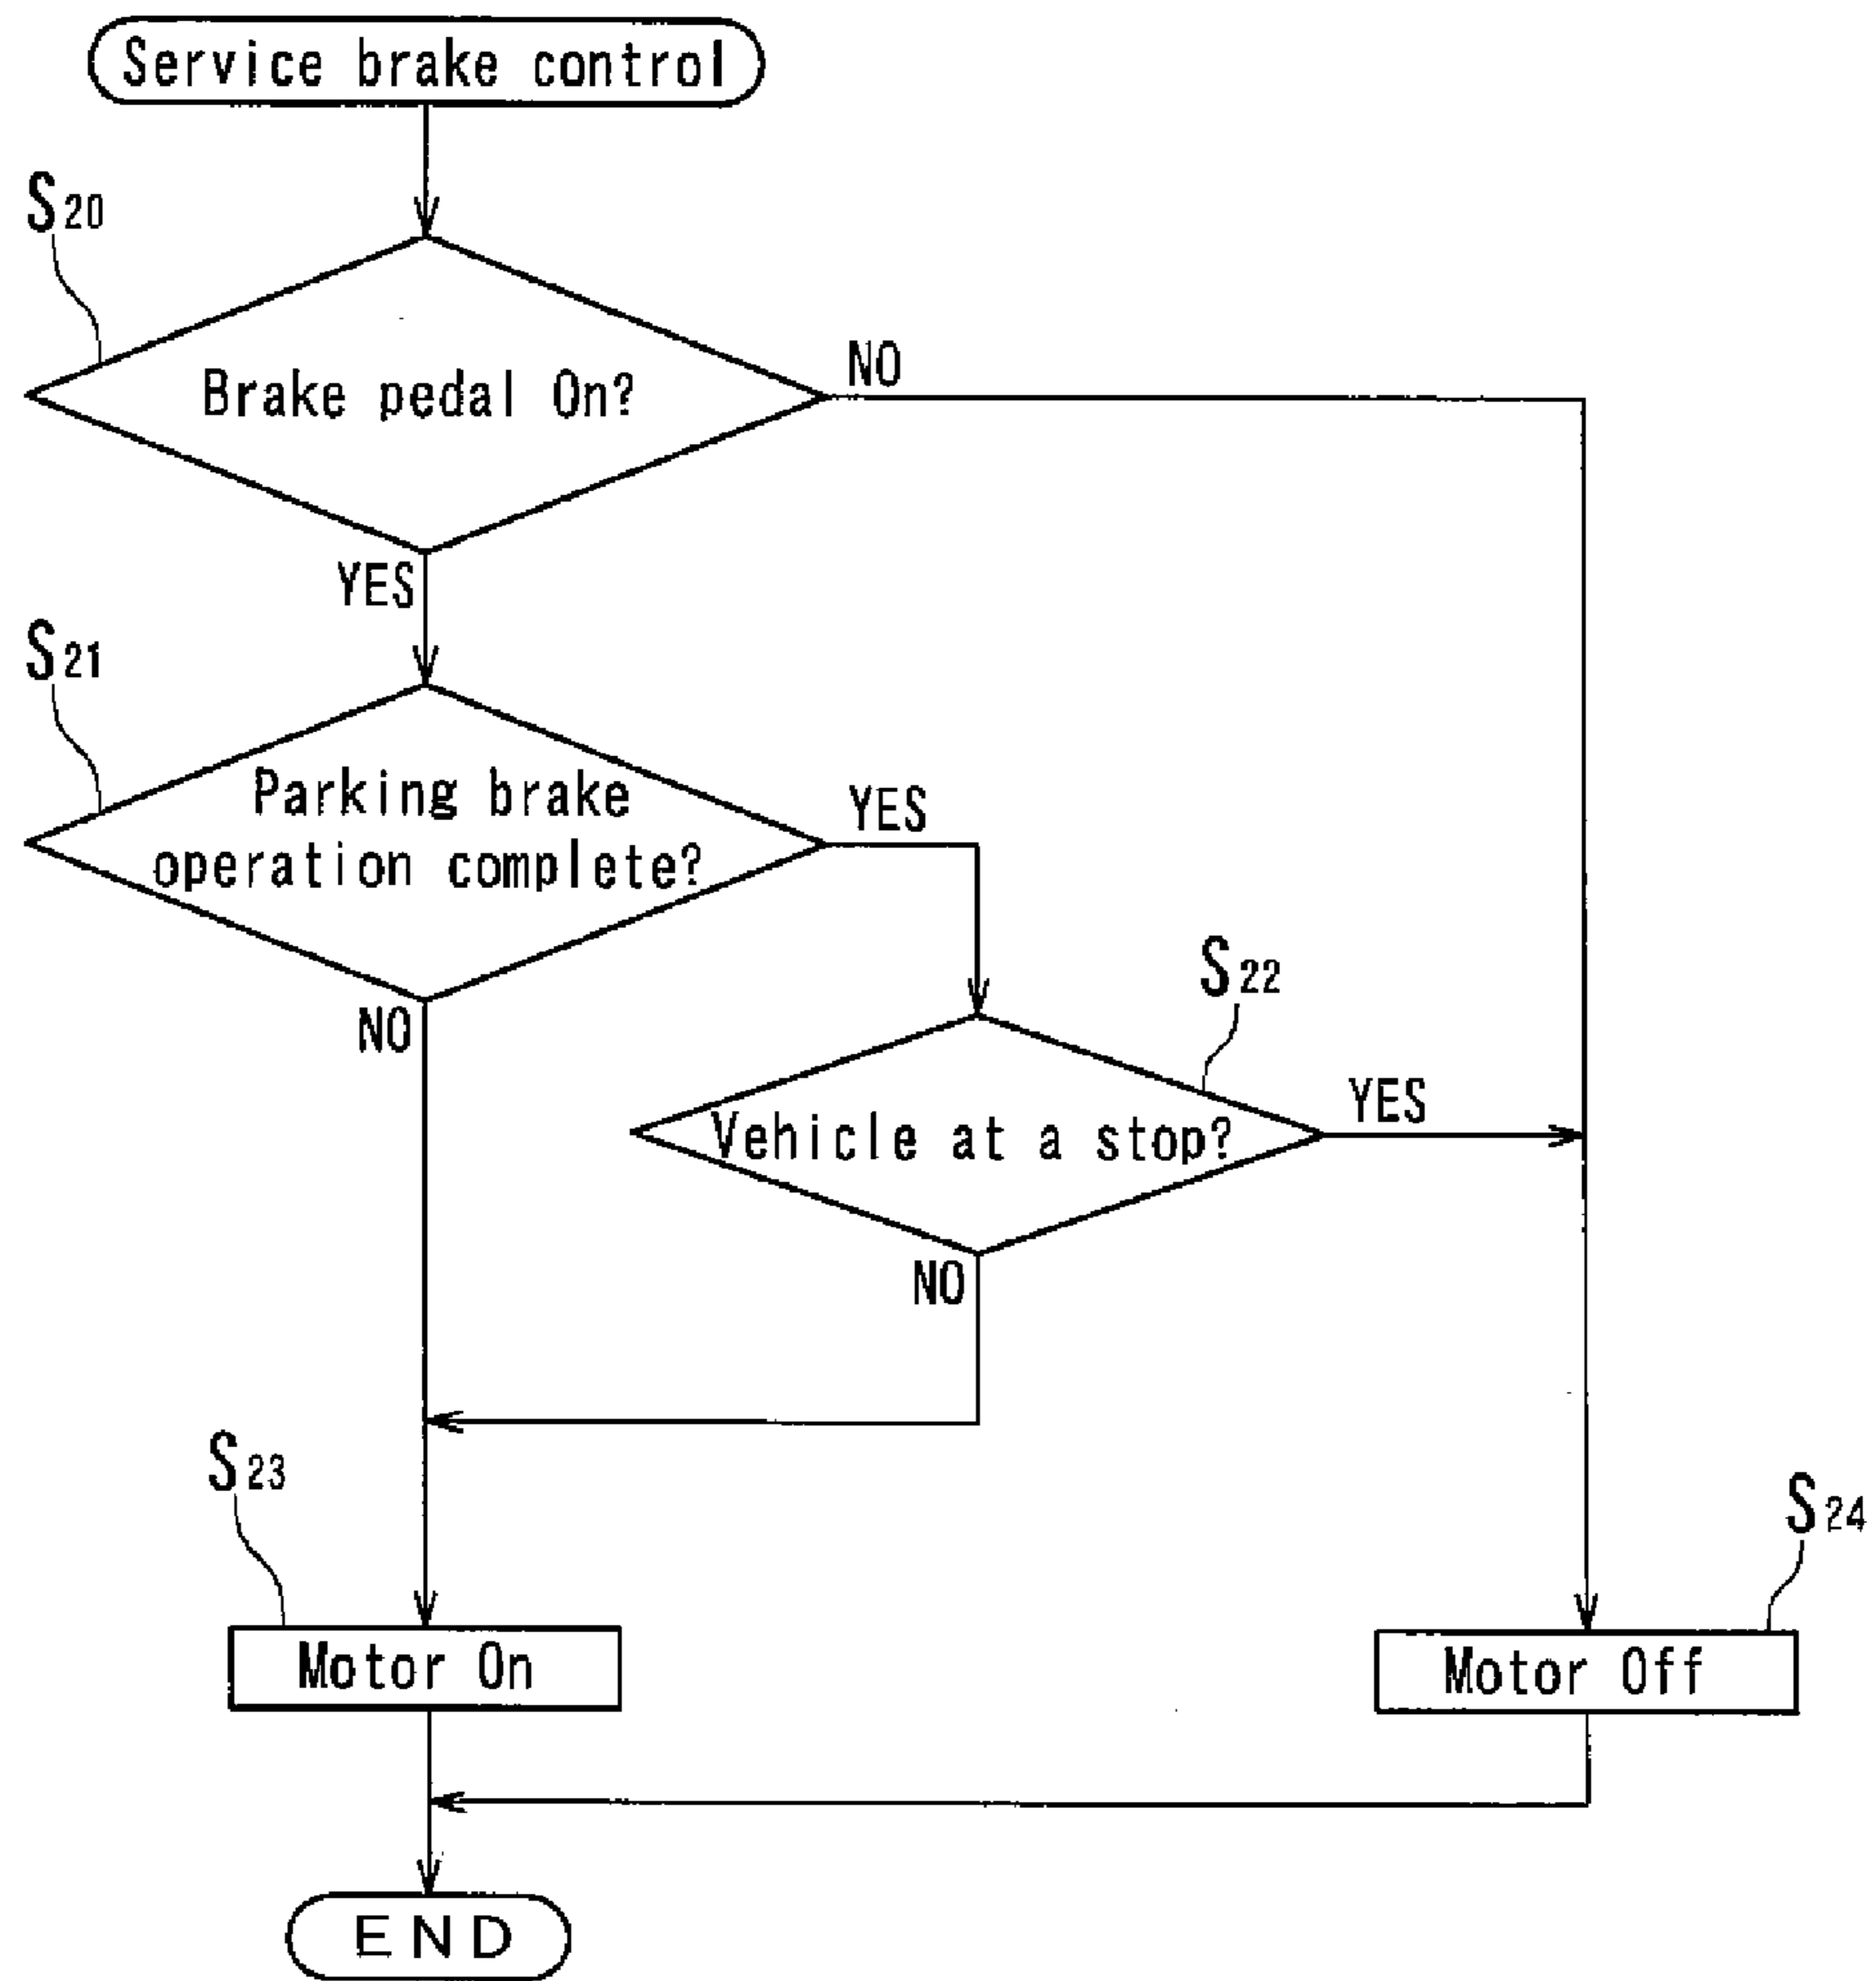 Service brake control
S20
Brake pedal On?
NO
YES
S21
Parking brake
operation complete?
YES
NO
S22
Vehicle at a stop?
YES
NO
S23
Motor On
S24
Motor Off
END